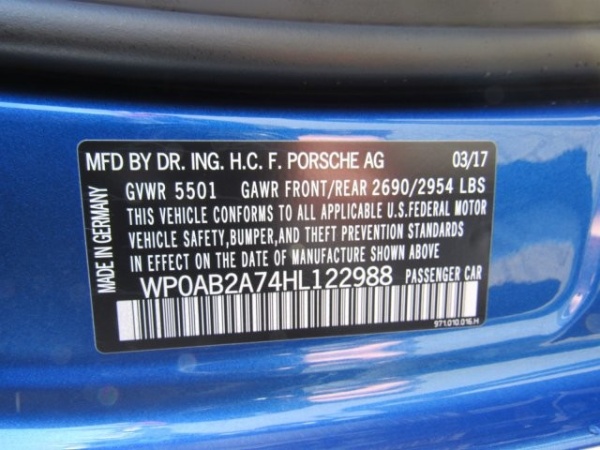 MFD BY DR. ING. H.C. F. PORSCHE AG 03/17
GVWR 5501 GAWR FRONT/REAR 2690/2954 LBS
THIS VEHICLE CONFORMS TO ALL APPLICABLE U.S.FEDERAL MOTOR
VEHICLE SAFETY,BUMPER,AND THEFT PREVENTION STANDARDS
IN EFFECT ON THE DATE OF MANUFACTURE SHOWN ABOVE
WP0AB2A74HL122988 PASSENGER CAR
971.010.016.H
MADE IN GERMANY